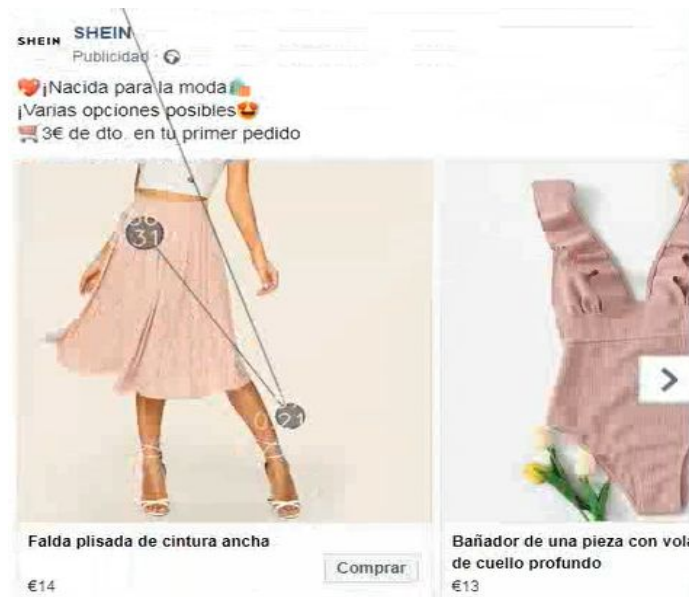 SHEIN
SHEIN
Publicidad ·
¡Nacida para la moda
¡Varias opciones posibles
3€ de dto. en tu primer pedido
31
0,21
Falda plisada de cintura ancha
€14
Comprar
Bañador de una pieza con vola
de cuello profundo
€13